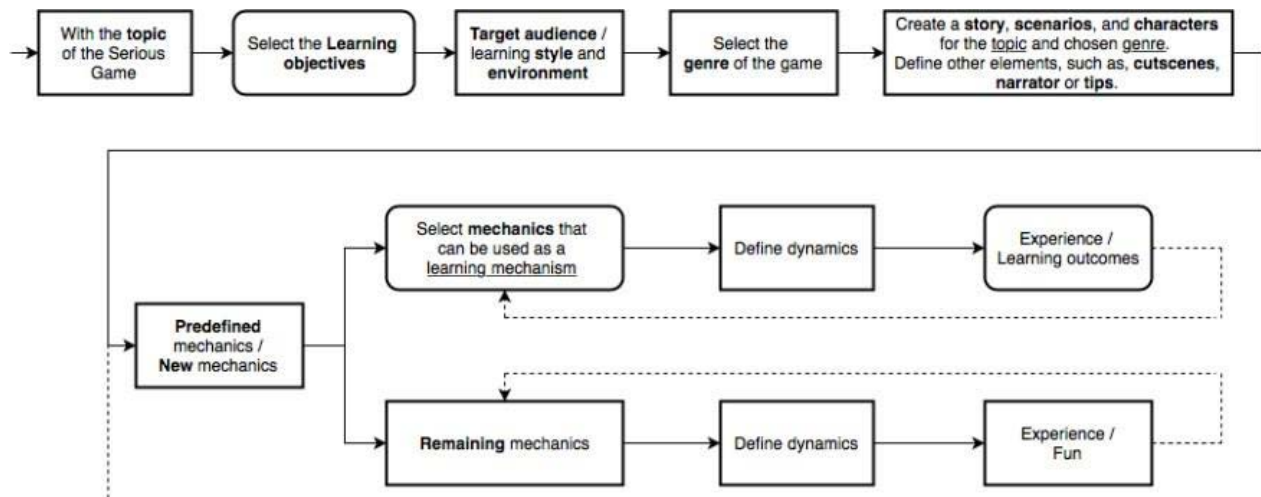 With the topic
of the Serious
Game
Select the Learning
objectives
Target audience /
learning style and
environment
Select the
genre of the game
Create a story, scenarios, and characters
for the topic and chosen genre.
Define other elements, such as, cutscenes,
narrator or tips.
Select mechanics that
can be used as a
learning mechanism
Define dynamics
Experience /
Learning outcomes
Predefined
mechanics /
New mechanics
Remaining mechanics
Define dynamics
Experience /
Fun